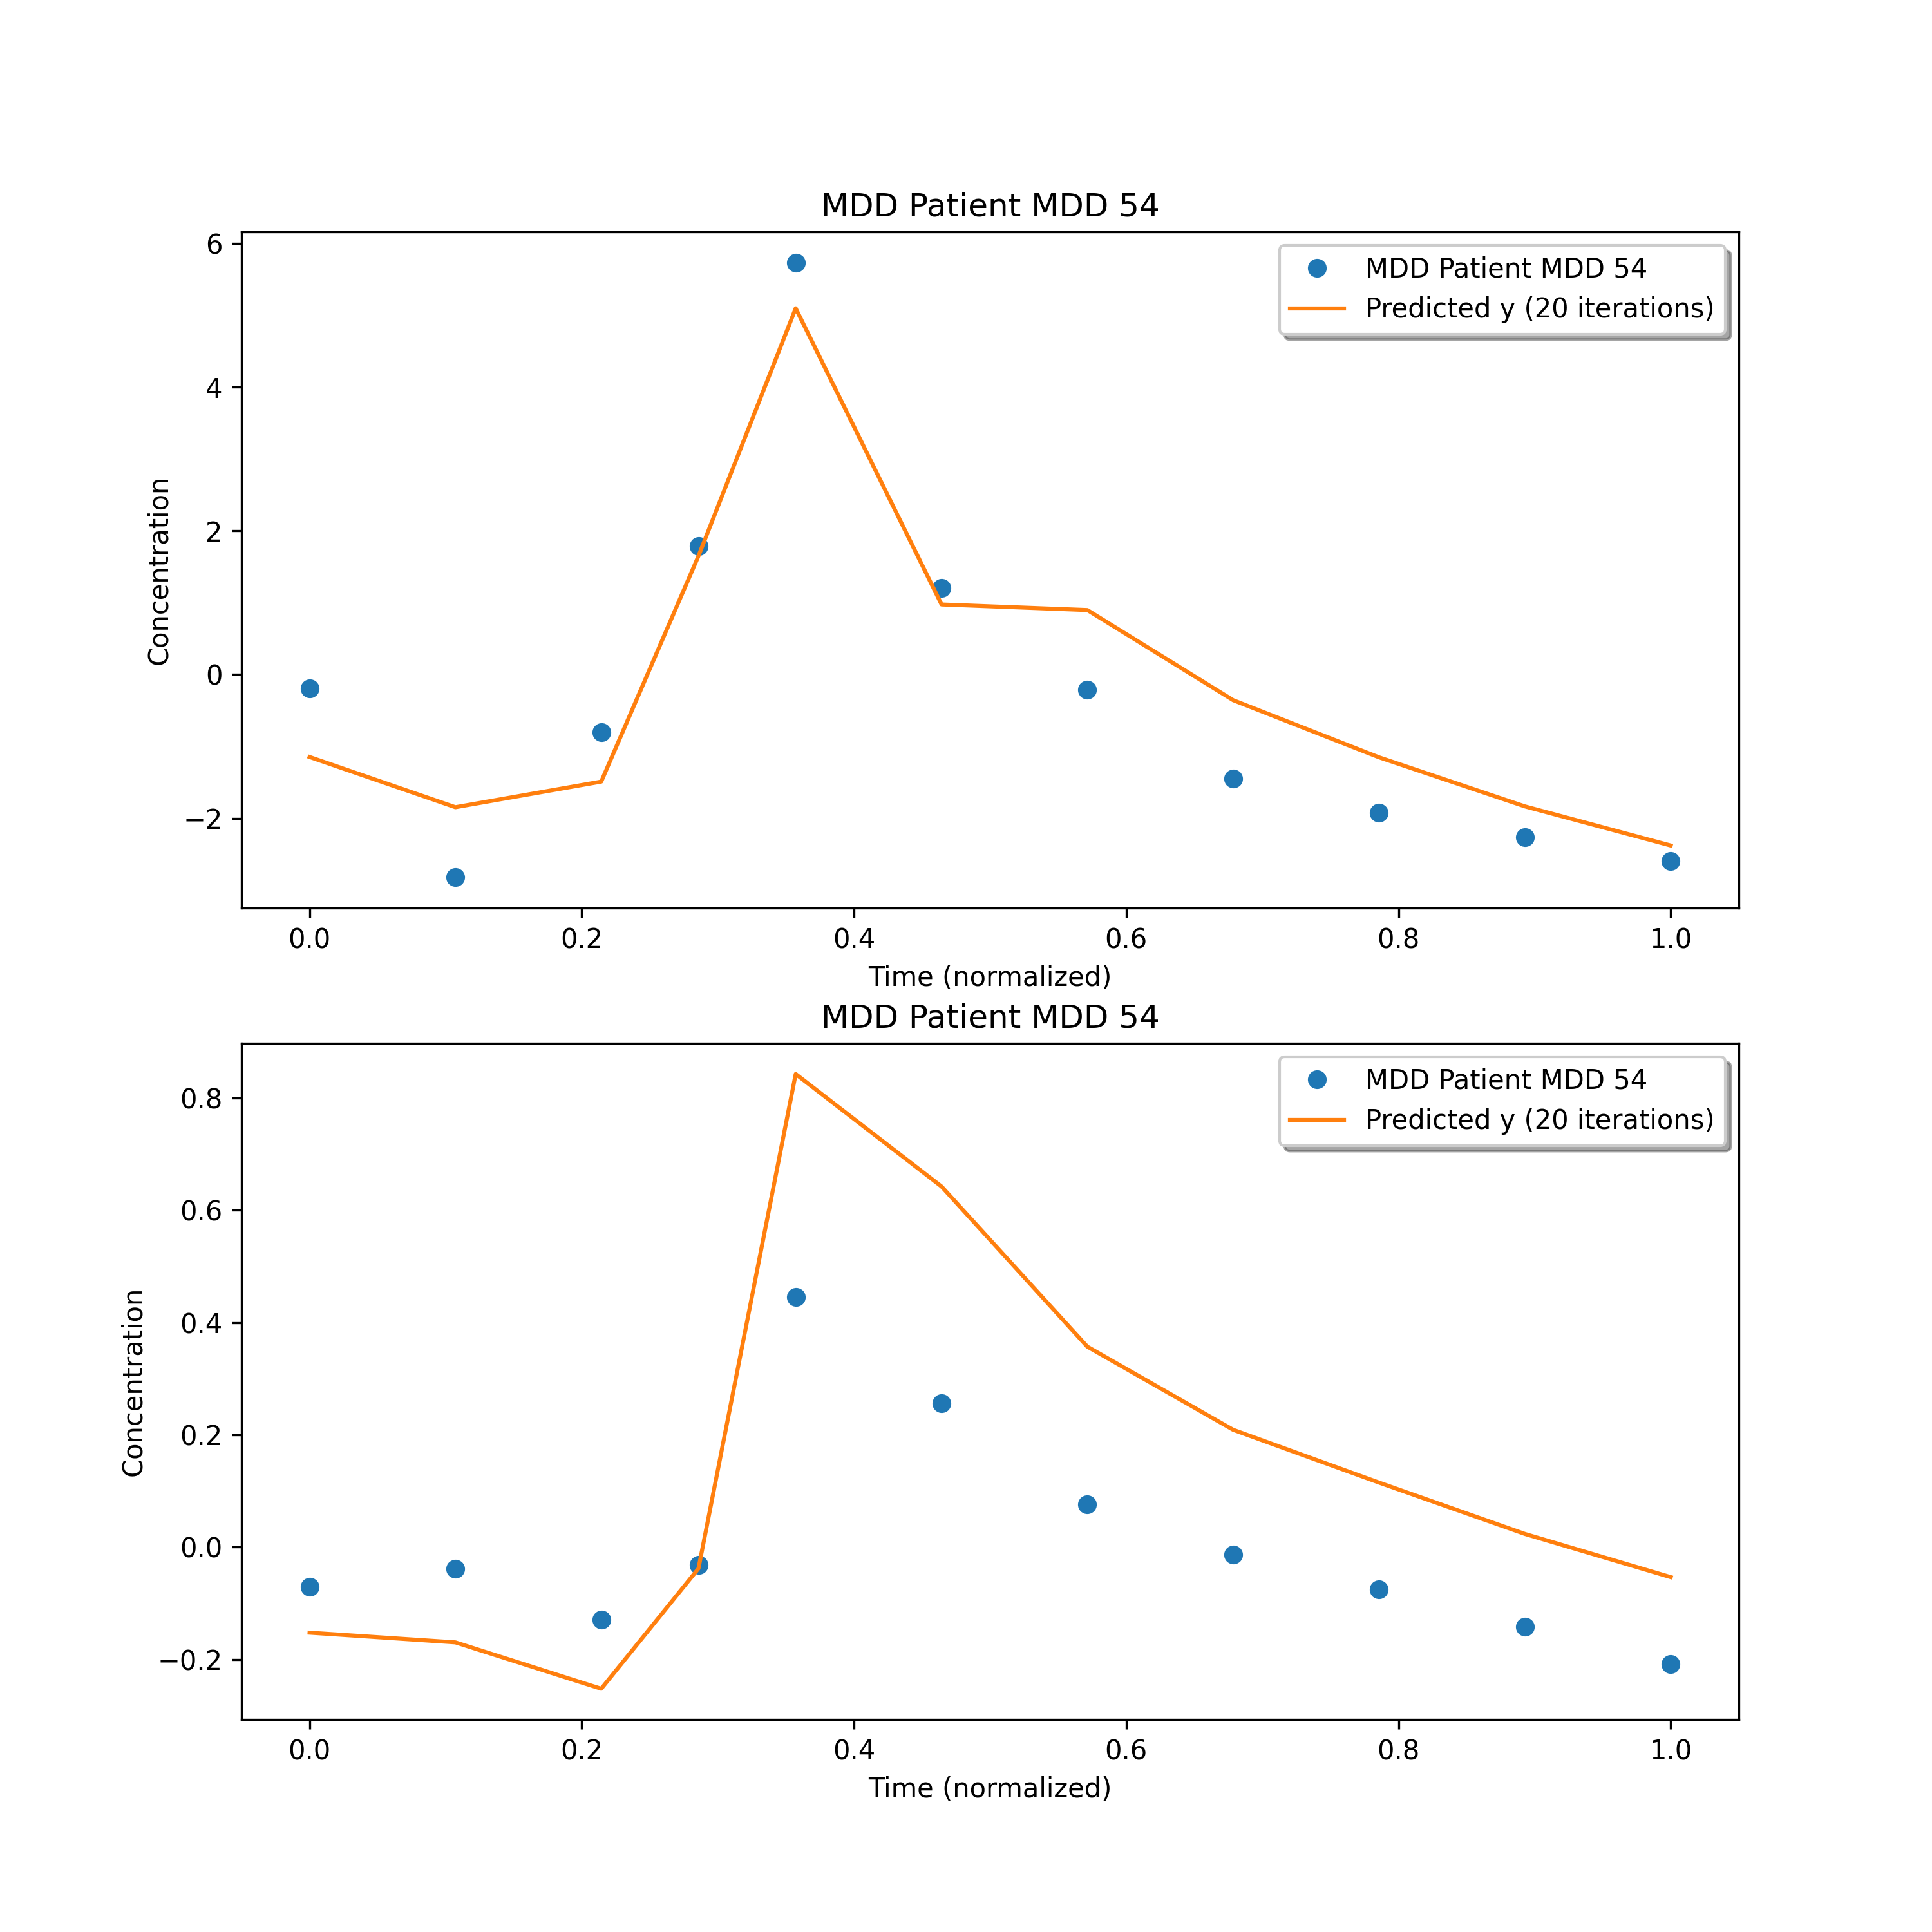 MDD Patient MDD 54
MDD Patient MDD 54
Predicted y (20 iterations)
6
4
2
0
−2
Concentration
0.0 0.2 0.4 0.6 0.8 1.0
Time (normalized)
MDD Patient MDD 54
MDD Patient MDD 54
Predicted y (20 iterations)
0.8
0.6
0.4
0.2
0.0
−0.2
Concentration
0.0 0.2 0.4 0.6 0.8 1.0
Time (normalized)